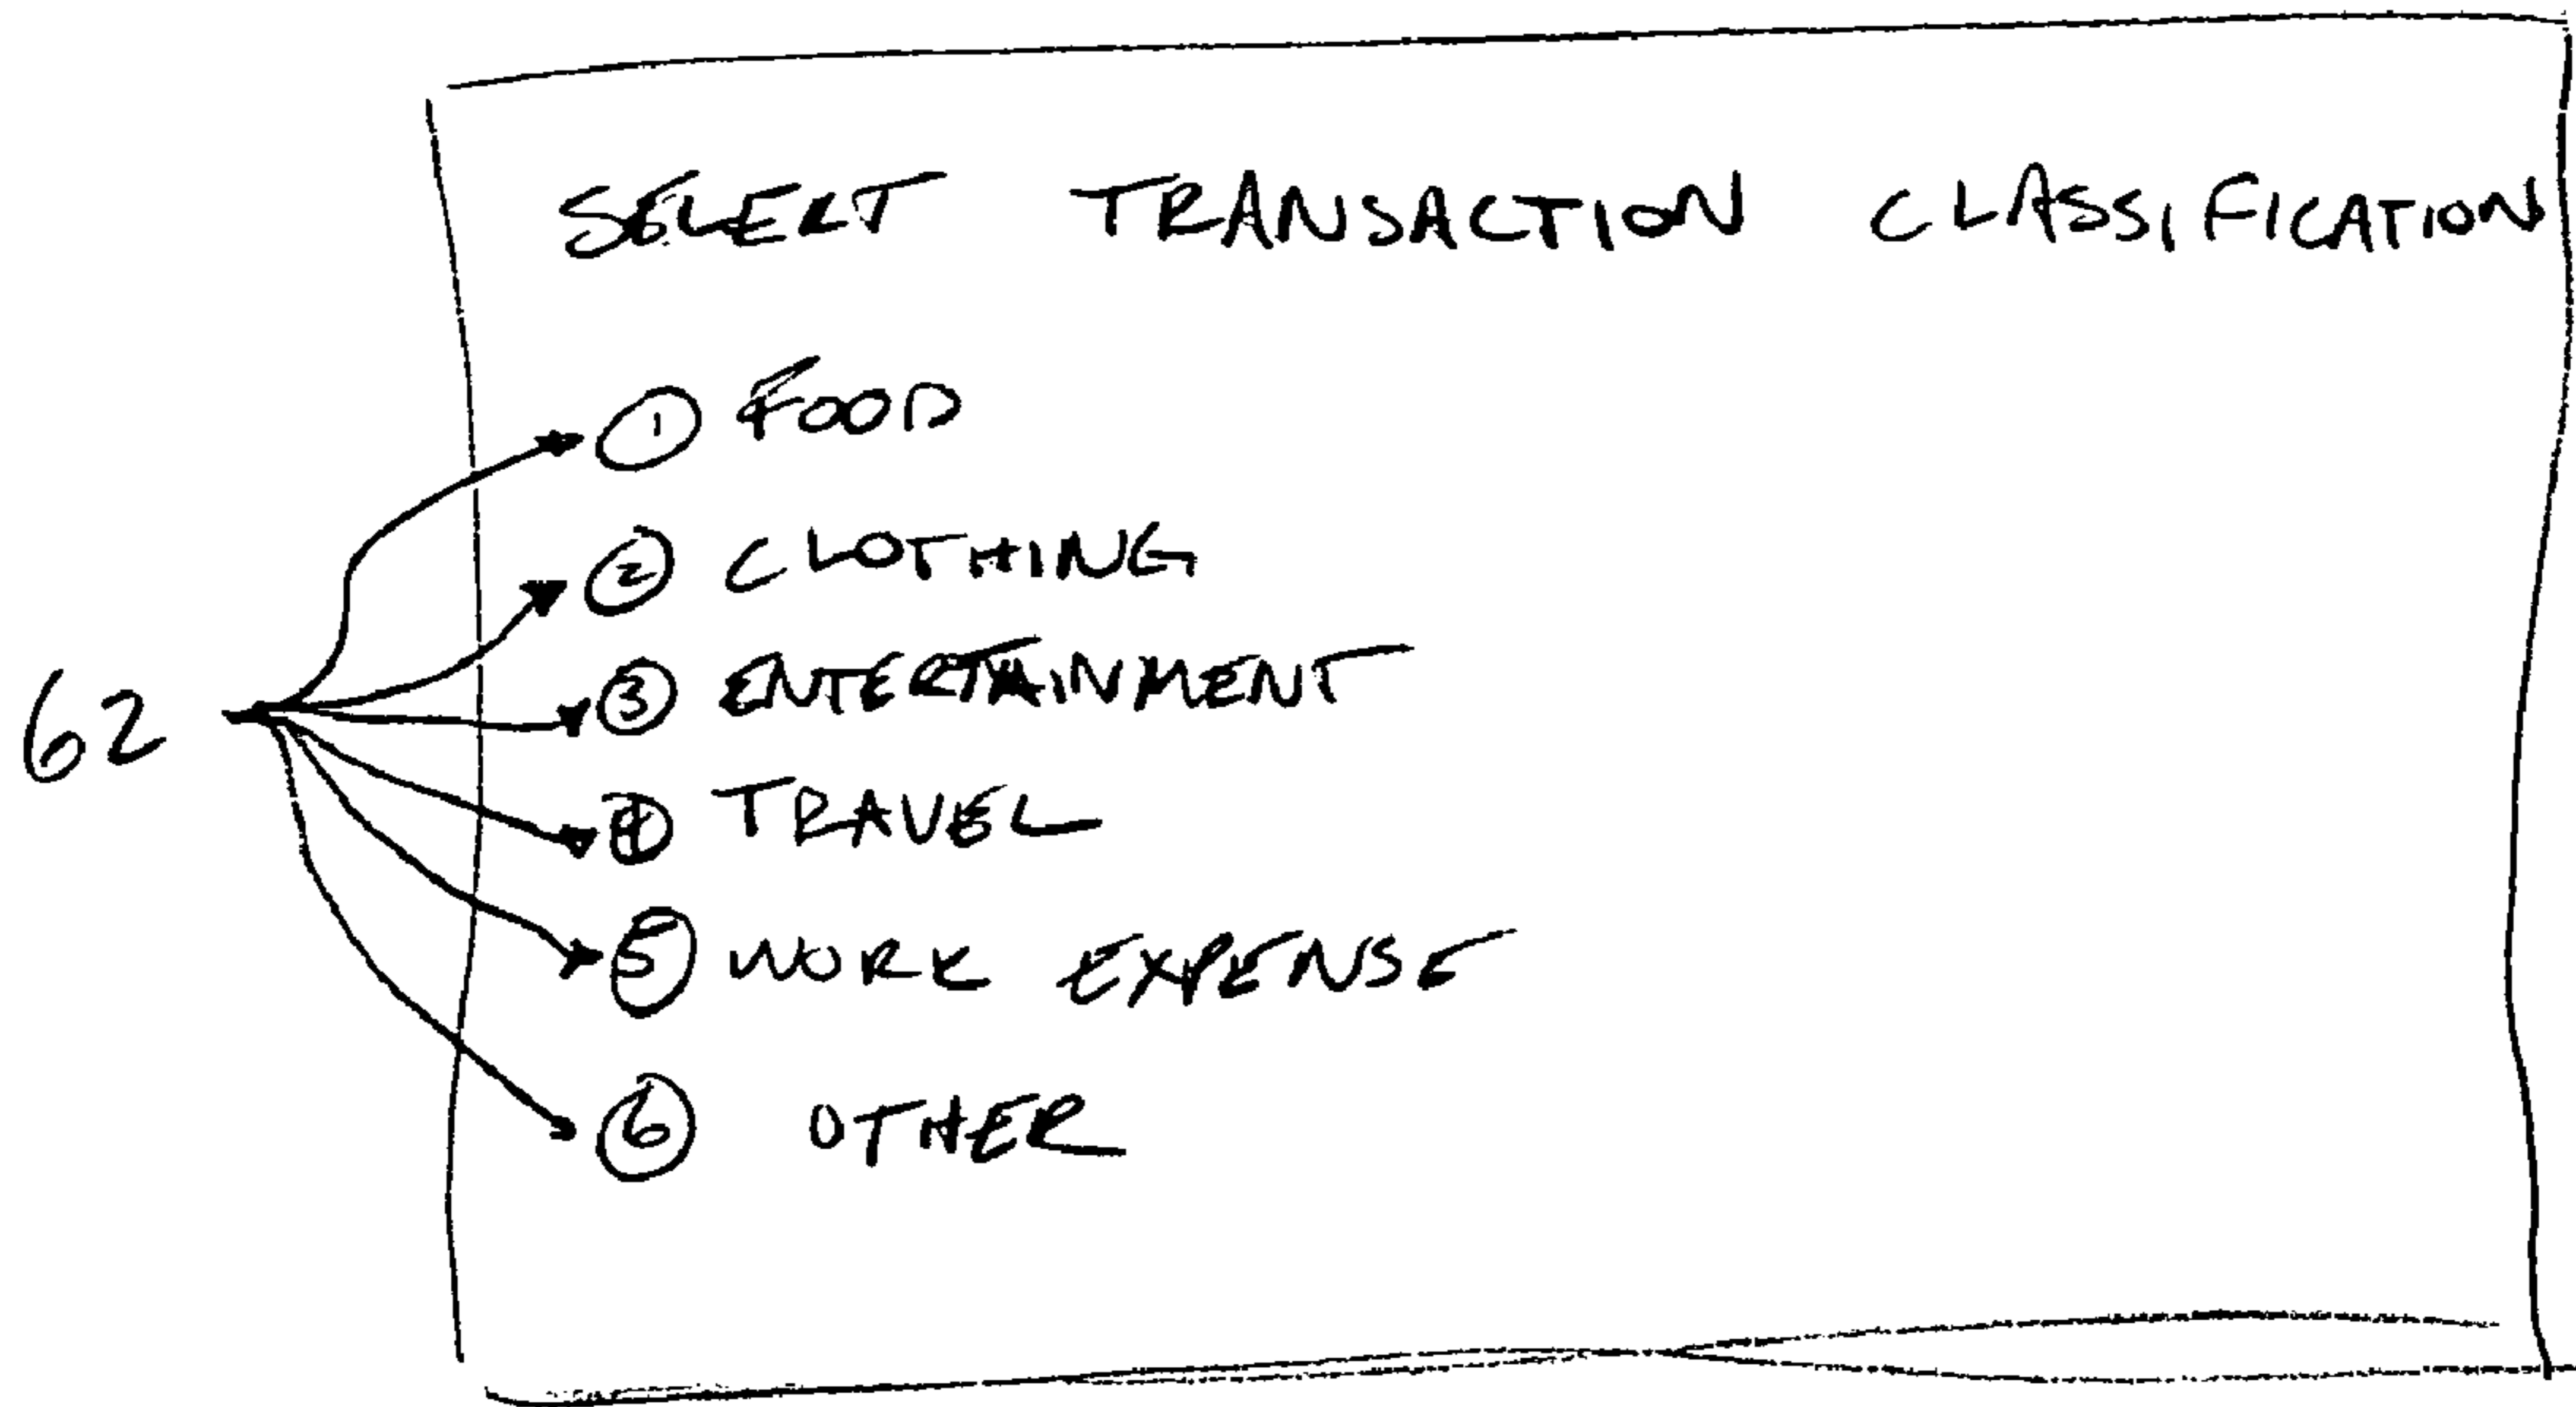 SELECT TRANSACTION CLASSIFICATION
① FOOD
② CLOTHING
62 ③ ENTERTAINMENT
④ TRAVEL
⑤ WORK EXPENSE
⑥ OTHER